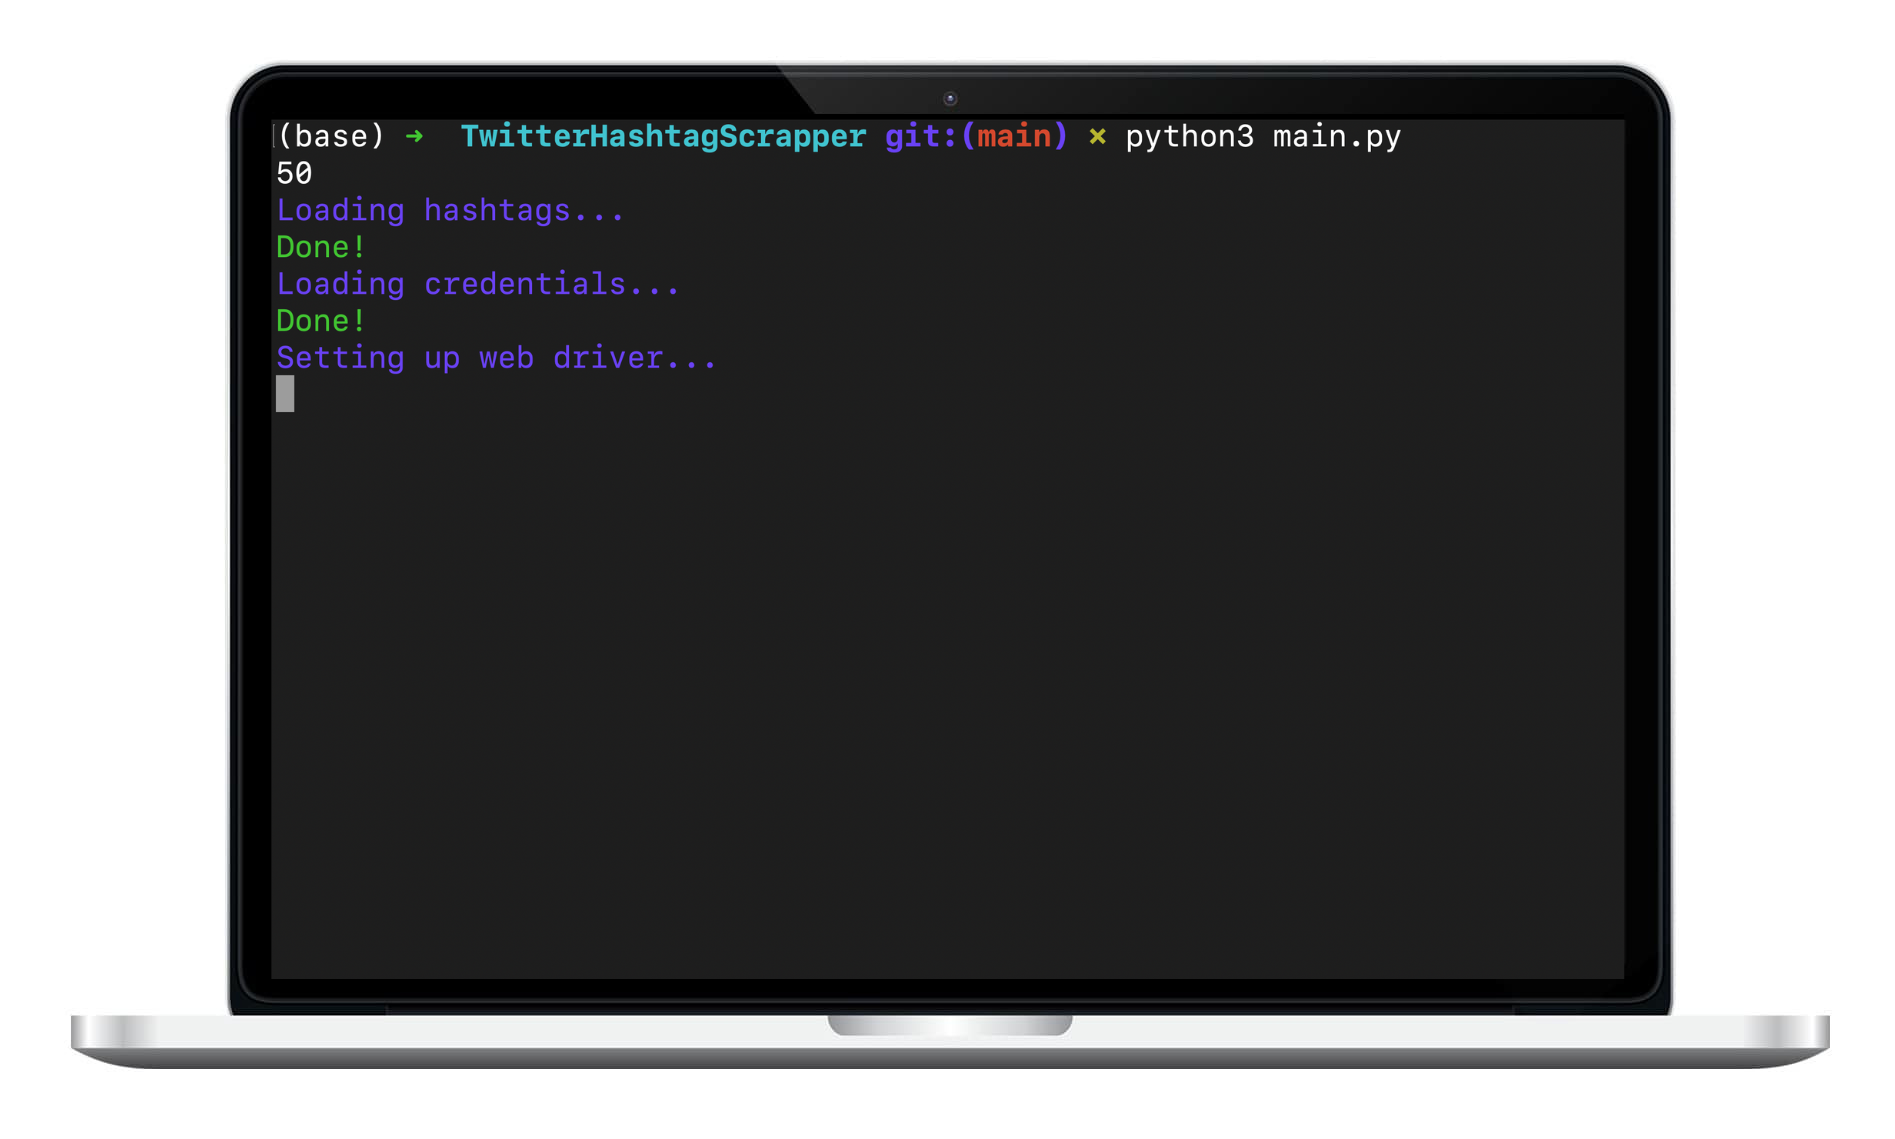 (base) ➜  TwitterHashtagScrapper git:(main) ✗ python3 main.py
50
Loading hashtags...
Done!
Loading credentials...
Done!
Setting up web driver...